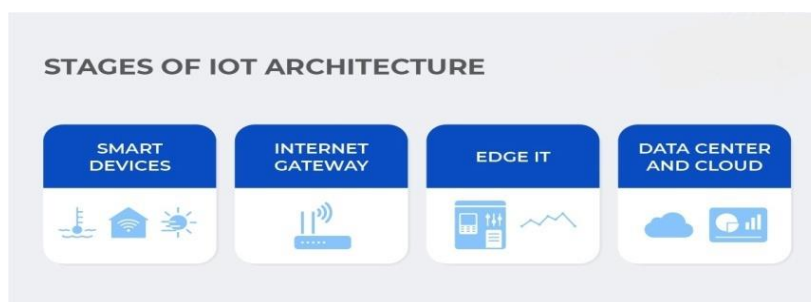 STAGES OF IOT ARCHITECTURE
SMART
DEVICES
INTERNET
GATEWAY
EDGE IT
DATA CENTER
AND CLOUD